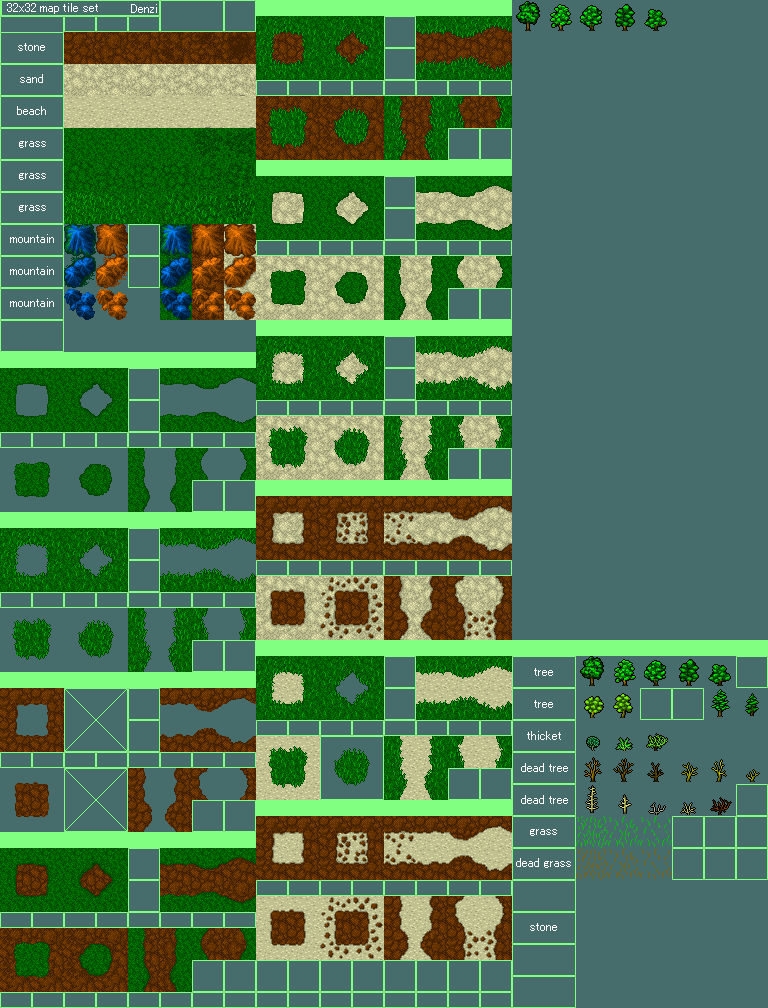 32x32 map tile set Denzi
stone
sand
beach
grass
grass
grass
mountain
mountain
mountain
tree
tree
thicket
dead tree
dead tree
grass
dead grass
stone